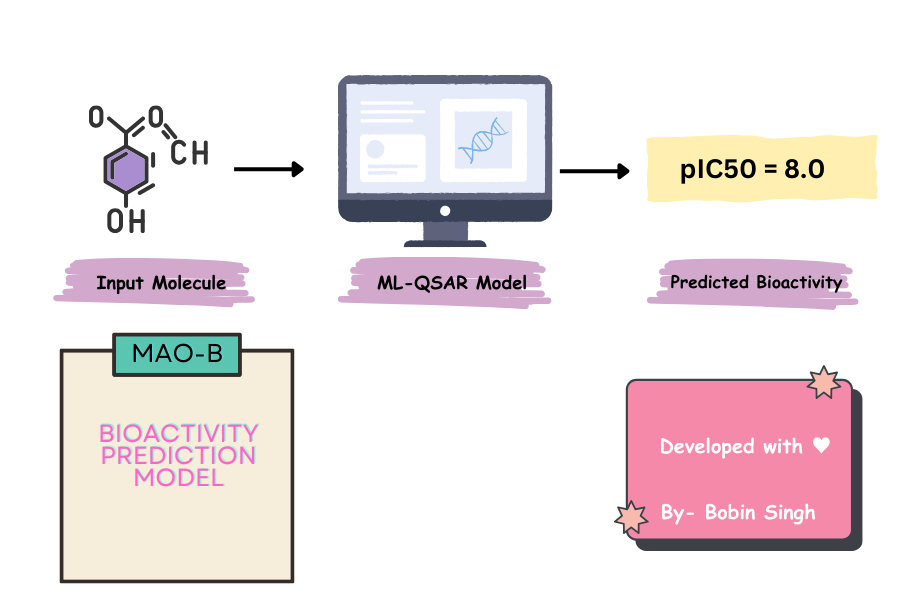 O O
CH
OH
pIC50 = 8.0
Input Molecule
ML-QSAR Model
Predicted Bioactivity
MAO-B
BIOACTIVITY
PREDICTION
MODEL
Developed with ♥
By- Bobin Singh